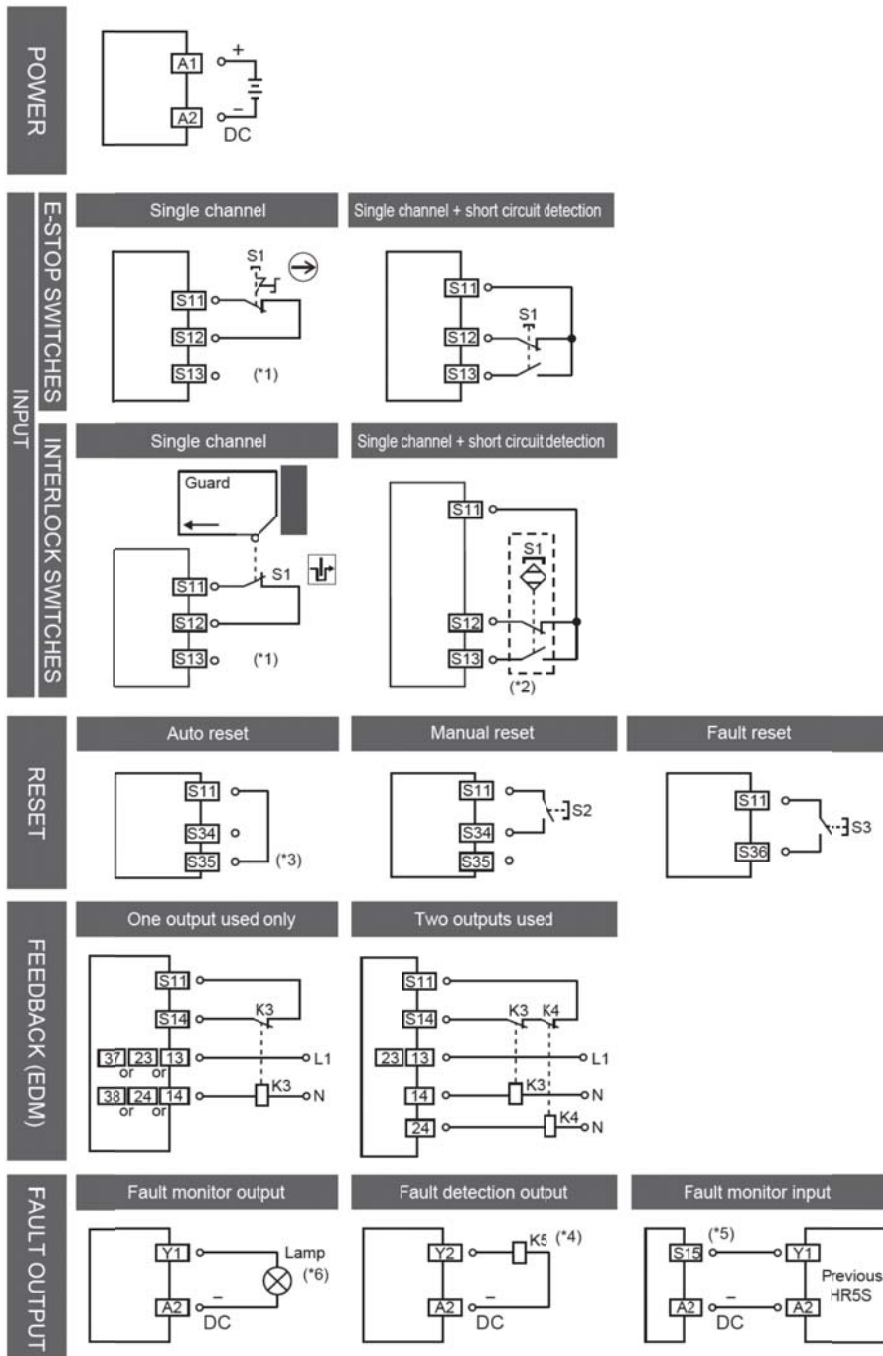 POWER
A1
+
A2
−
DC
INPUT
E-STOP SWITCHES
Single channel
Single channel + short circuit detection
S1
S11
S12
S13
(*1)
S11
S1
S12
S13
INTERLOCK SWITCHES
Single channel
Single channel + short circuit detection
Guard
S11
S1
S12
S13
(*1)
S11
S1
S12
S13
(*2)
RESET
Auto reset
Manual reset
Fault reset
S11
S34
S35
(*3)
S11
S2
S34
S35
S11
S3
S36
FEEDBACK (EDM)
One output used only
Two outputs used
S11
S14
K3
37 23 13
L1
or or
K3
38 24 14
N
or or
S11
S14
K3 K4
23 13
L1
14
K3
N
24
K4
N
FAULT OUTPUT
Fault monitor output
Fault detection output
Fault monitor input
Y1
Lamp
(*6)
A2
−
DC
Y2
K5 (*4)
A2
−
DC
S15
(*5)
Y1
Previous
HR5S
A2
−
A2
DC